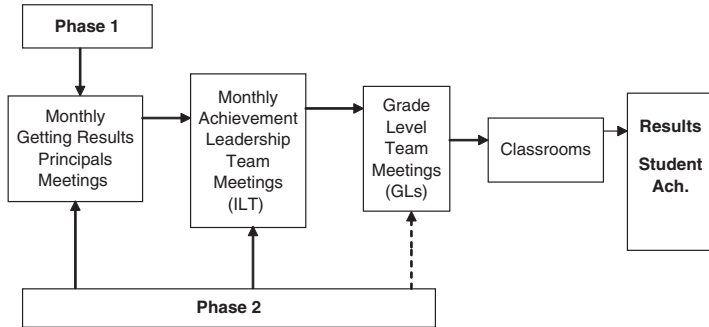 Phase 1
Monthly
Getting Results
Principals
Meetings
Monthly
Achievement
Leadership
Team
Meetings
(ILT)
Grade
Level
Team
Meetings
(GLs)
Classrooms
Results
Student
Ach.
Phase 2